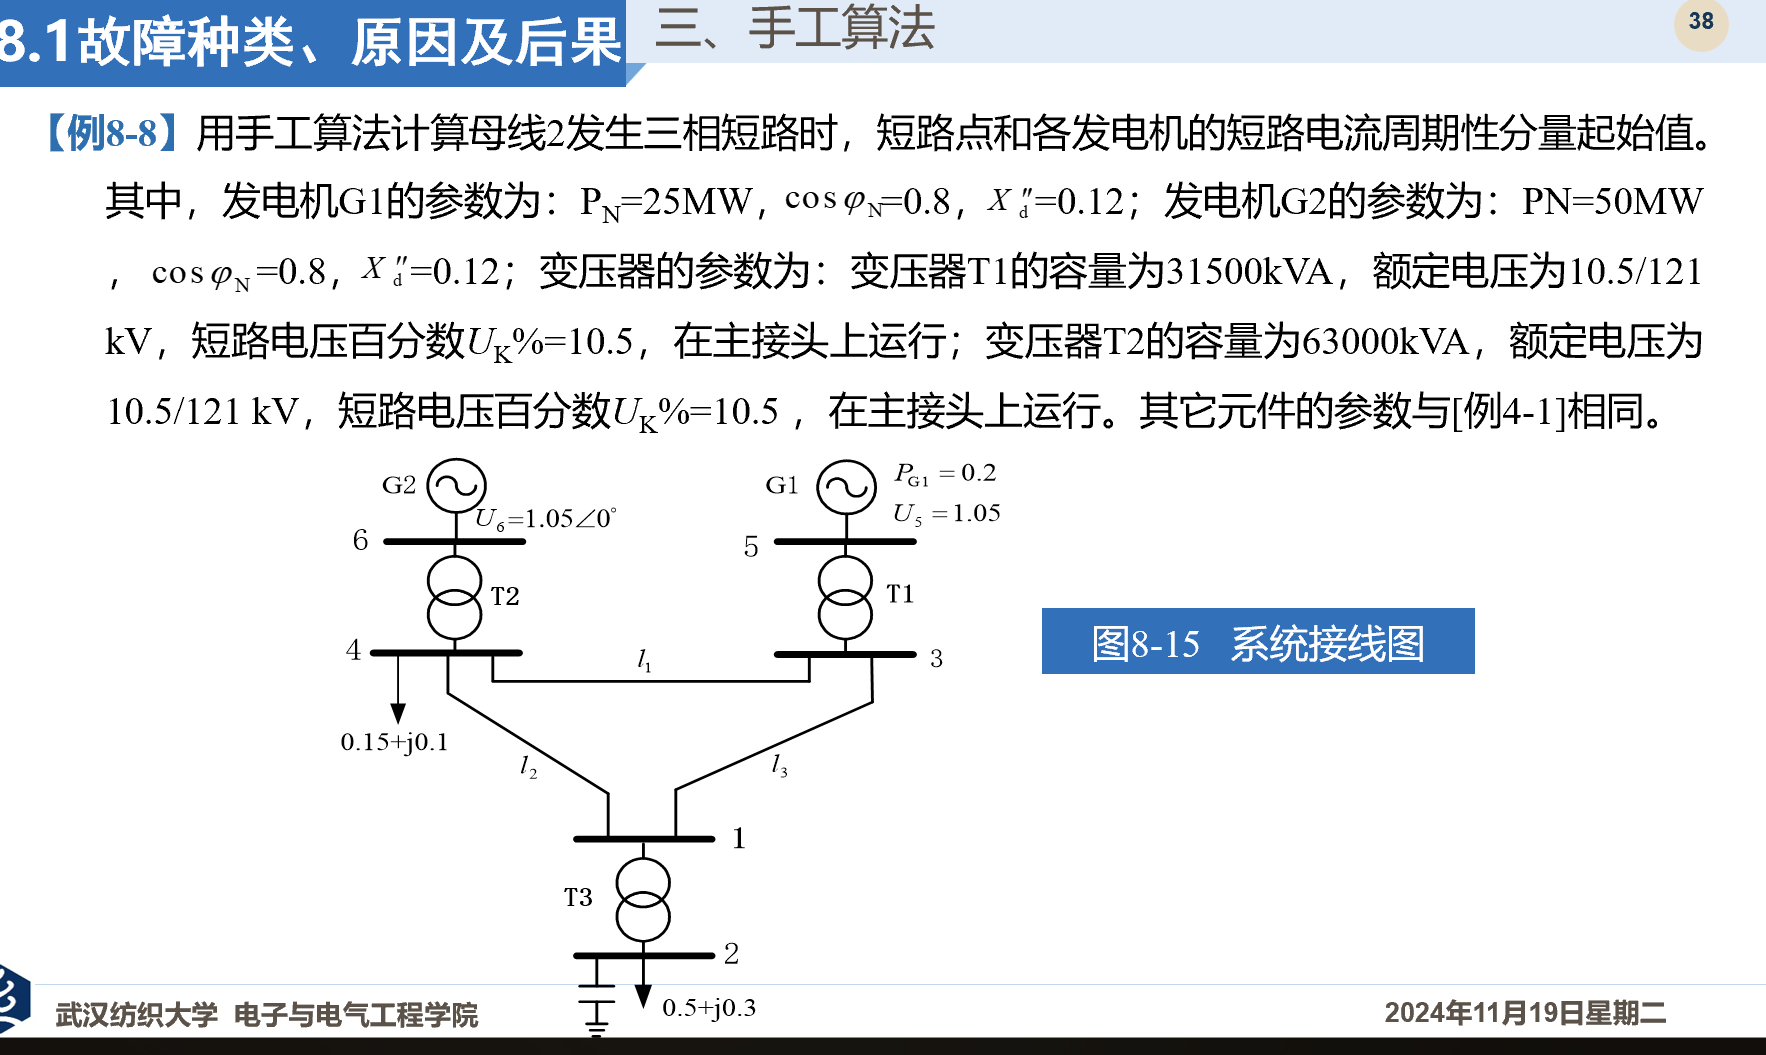 8.1故障种类、原因及后果
三、手工算法
38
【例8-8】用手工算法计算母线2发生三相短路时，短路点和各发电机的短路电流周期性分量起始值。
其中，发电机G1的参数为：P_N=25MW，cosφ_N=0.8，X″_d=0.12；发电机G2的参数为：PN=50MW
，cosφ_N=0.8，X″_d=0.12；变压器的参数为：变压器T1的容量为31500kVA，额定电压为10.5/121
kV，短路电压百分数U_K%=10.5，在主接头上运行；变压器T2的容量为63000kVA，额定电压为
10.5/121 kV，短路电压百分数U_K%=10.5，在主接头上运行。其它元件的参数与[例4-1]相同。
G2
U_6=1.05∠0°
G1
P_G1=0.2
U_5=1.05
6
5
T2
T1
4
3
l_1
图8-15 系统接线图
0.15+j0.1
l_2
l_3
1
T3
2
0.5+j0.3
武汉纺织大学 电子与电气工程学院
2024年11月19日星期二